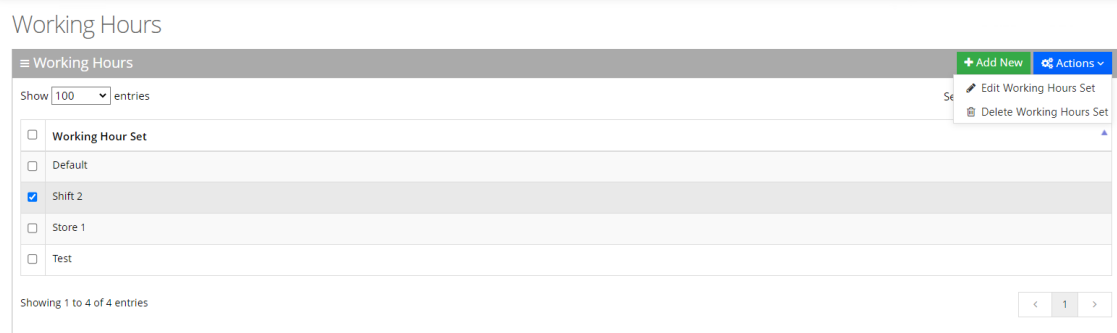 Working Hours
Working Hours
Add New
Actions
Show 100 entries
Se
Edit Working Hours Set
Delete Working Hours Set
Working Hour Set
Default
Shift 2
Store 1
Test
Showing 1 to 4 of 4 entries
1